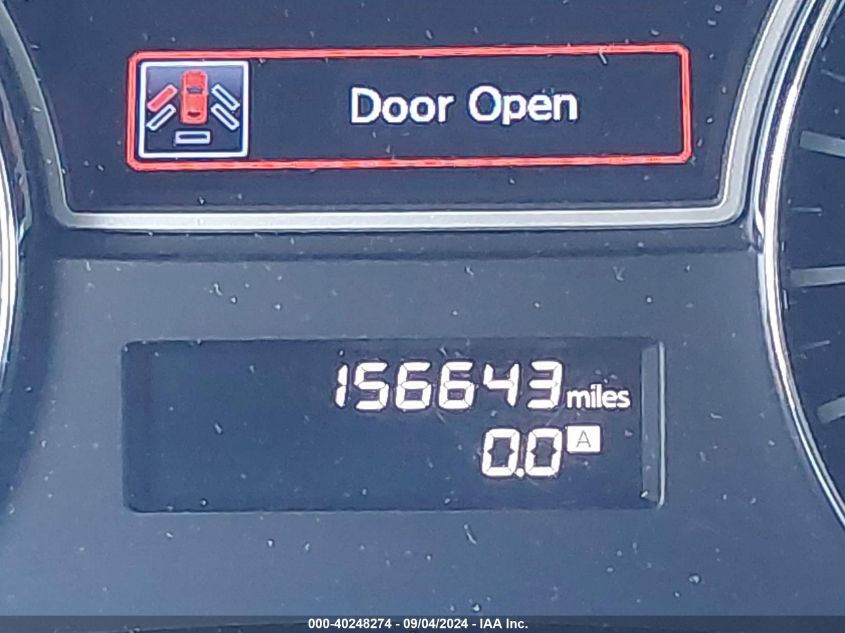 Door Open
156643 miles
0.0 A
000-40248274 - 09/04/2024 - IAA Inc.